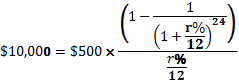 $10,000 = $500 × (1 − 1 / (1 + r% / 12)^24) / (r% / 12)